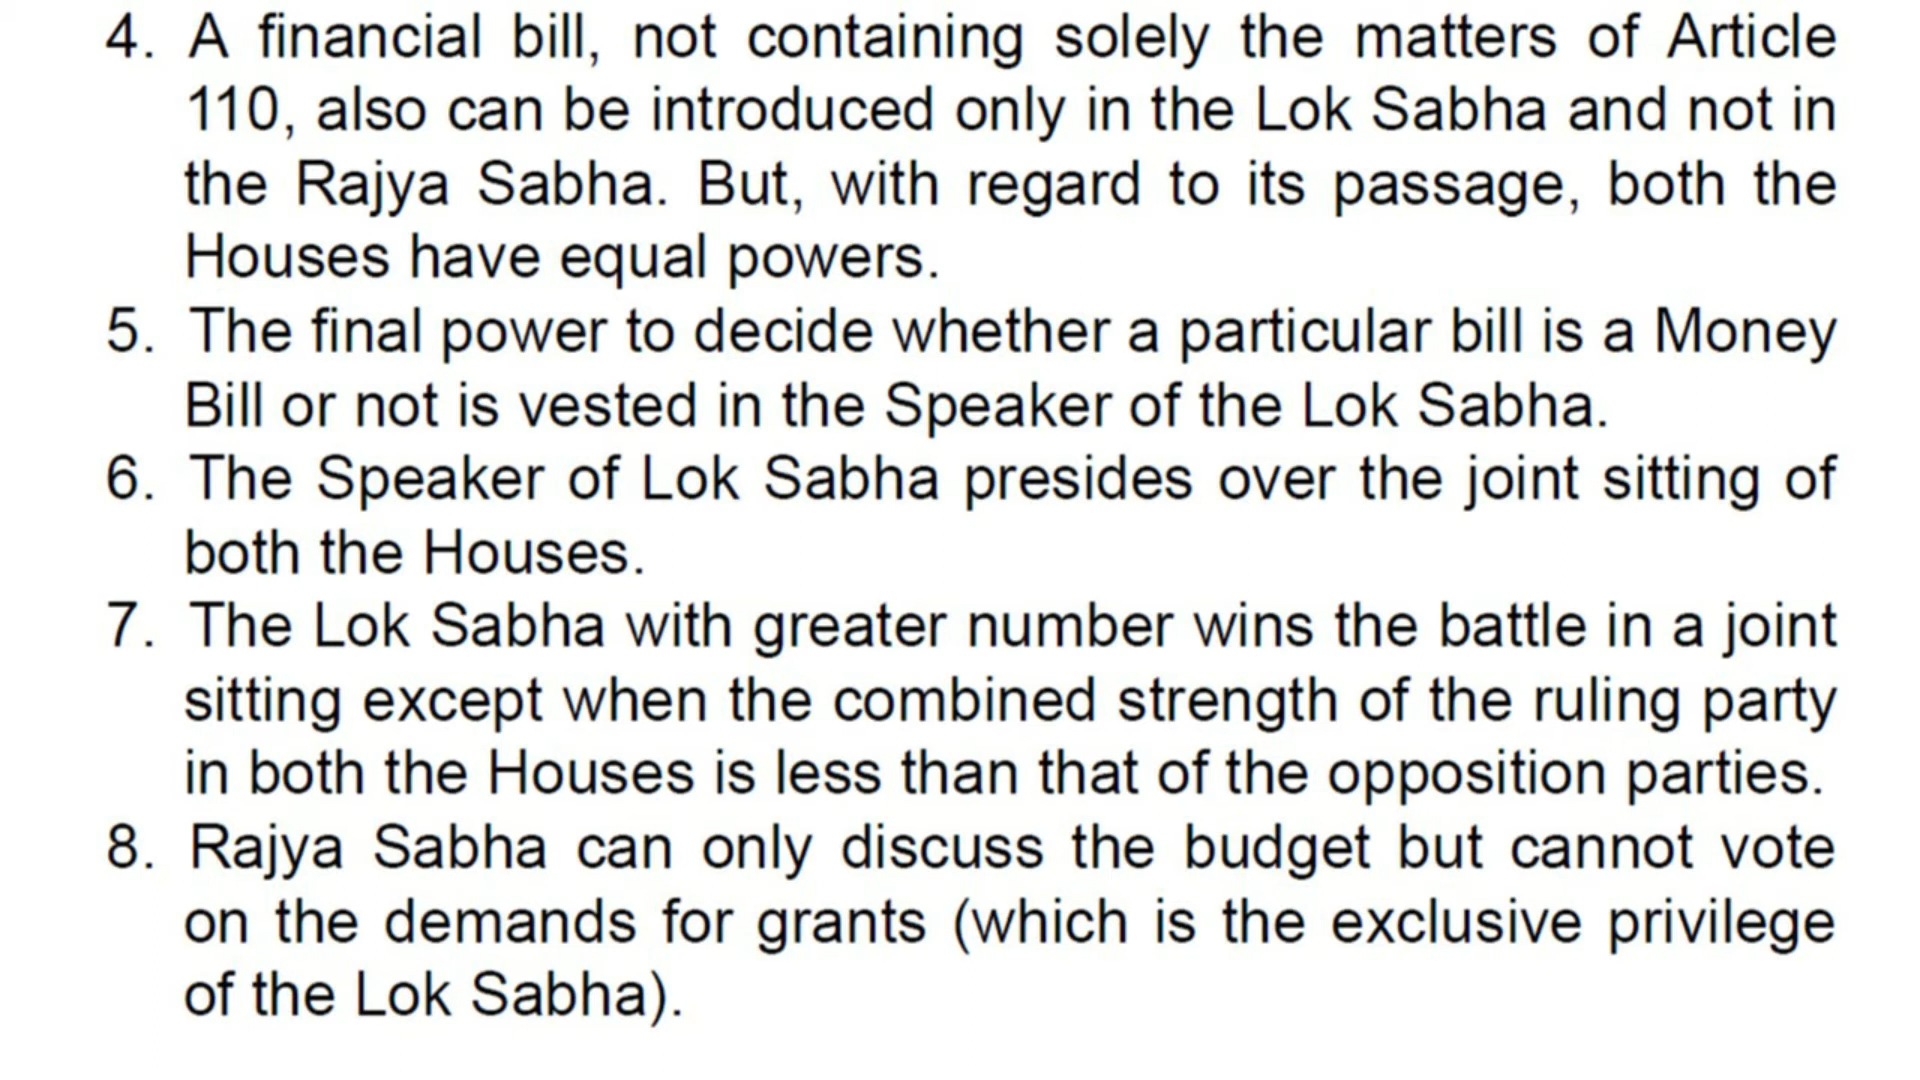 4. A financial bill, not containing solely the matters of Article
110, also can be introduced only in the Lok Sabha and not in
the Rajya Sabha. But, with regard to its passage, both the
Houses have equal powers.
5. The final power to decide whether a particular bill is a Money
Bill or not is vested in the Speaker of the Lok Sabha.
6. The Speaker of Lok Sabha presides over the joint sitting of
both the Houses.
7. The Lok Sabha with greater number wins the battle in a joint
sitting except when the combined strength of the ruling party
in both the Houses is less than that of the opposition parties.
8. Rajya Sabha can only discuss the budget but cannot vote
on the demands for grants (which is the exclusive privilege
of the Lok Sabha).